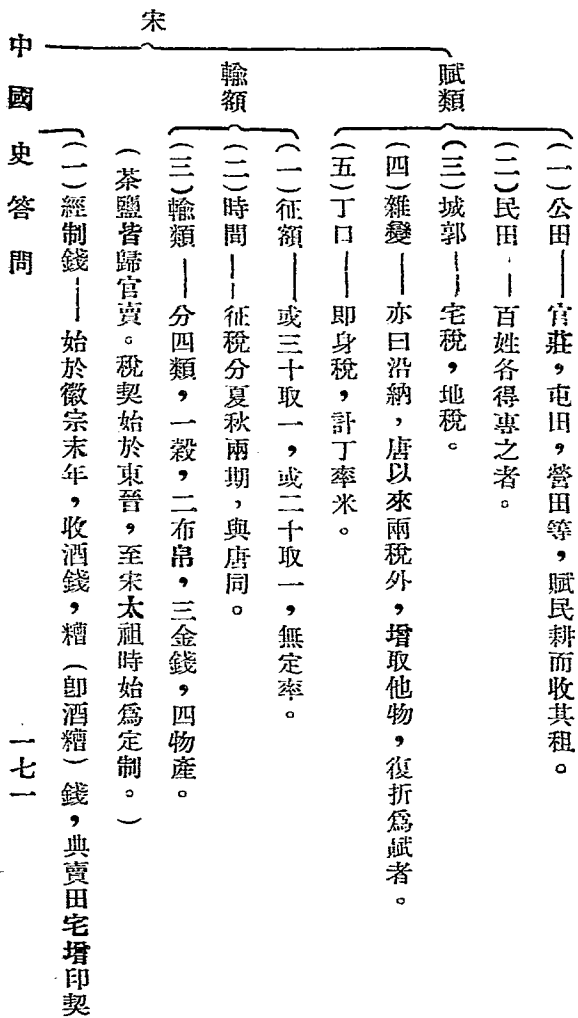 宋
賦類
(一)公田——官莊，屯田，營田等，賦民耕而收其租。
(二)民田——百姓各得專之者。
(三)城郭——宅稅，地稅。
(四)雜變——亦曰沿納，唐以來兩稅外，增取他物，復折爲賦者。
(五)丁口——即身稅，計丁率米。
輸額
(一)征額——或三十取一，或二十取一，無定率。
(二)時間——征稅分夏秋兩期，與唐同。
(三)輸類——分四類，一穀，二布帛，三金錢，四物產。
(茶鹽皆歸官賣。稅契始於東晉，至宋太祖時始爲定制。)
(一)經制錢——始於徽宗末年，收酒錢，糟(卽酒糟)錢，典賣田宅增印契
中國史答問
一七一